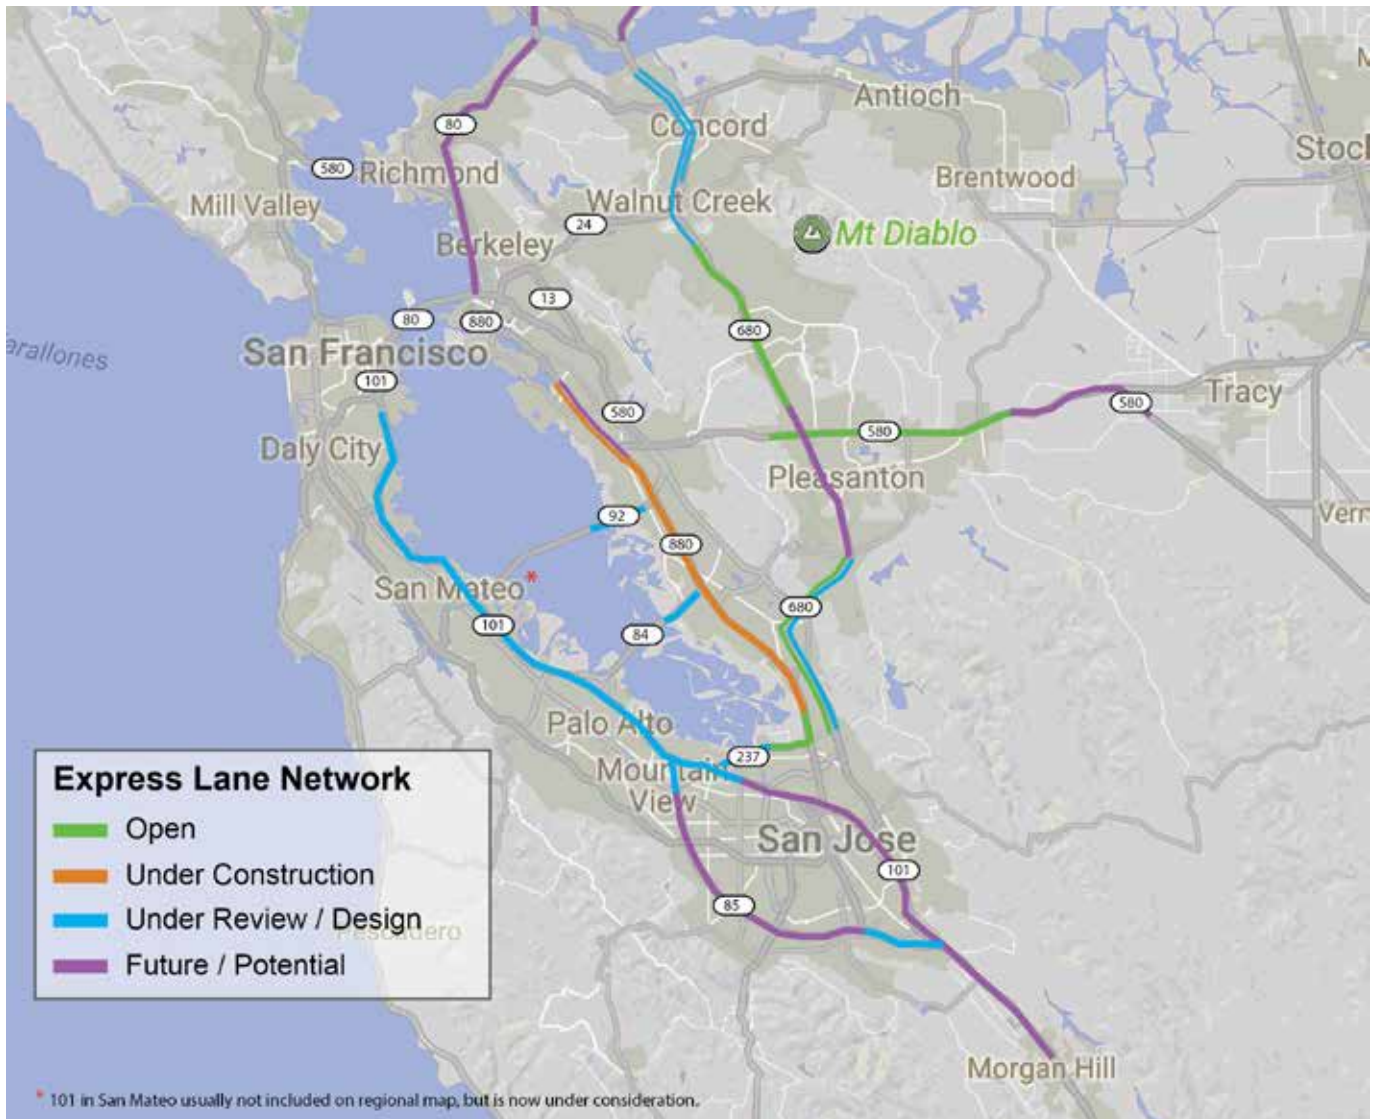 Antioch
80
Concord
Stoc
580
Richmond
Brentwood
Mill Valley
Walnut Creek
24
Mt Diablo
Berkeley
13
80
880
680
San Francisco
arallones
101
Tracy
580
580
580
Daly City
Pleasanton
92
Vern
880
San Mateo*
680
101
84
Palo Alto
237
Mountain
View
San Jose
101
85
Express Lane Network
Open
Under Construction
Under Review / Design
Pescadero
Future / Potential
Morgan Hill
* 101 in San Mateo usually not included on regional map, but is now under consideration.